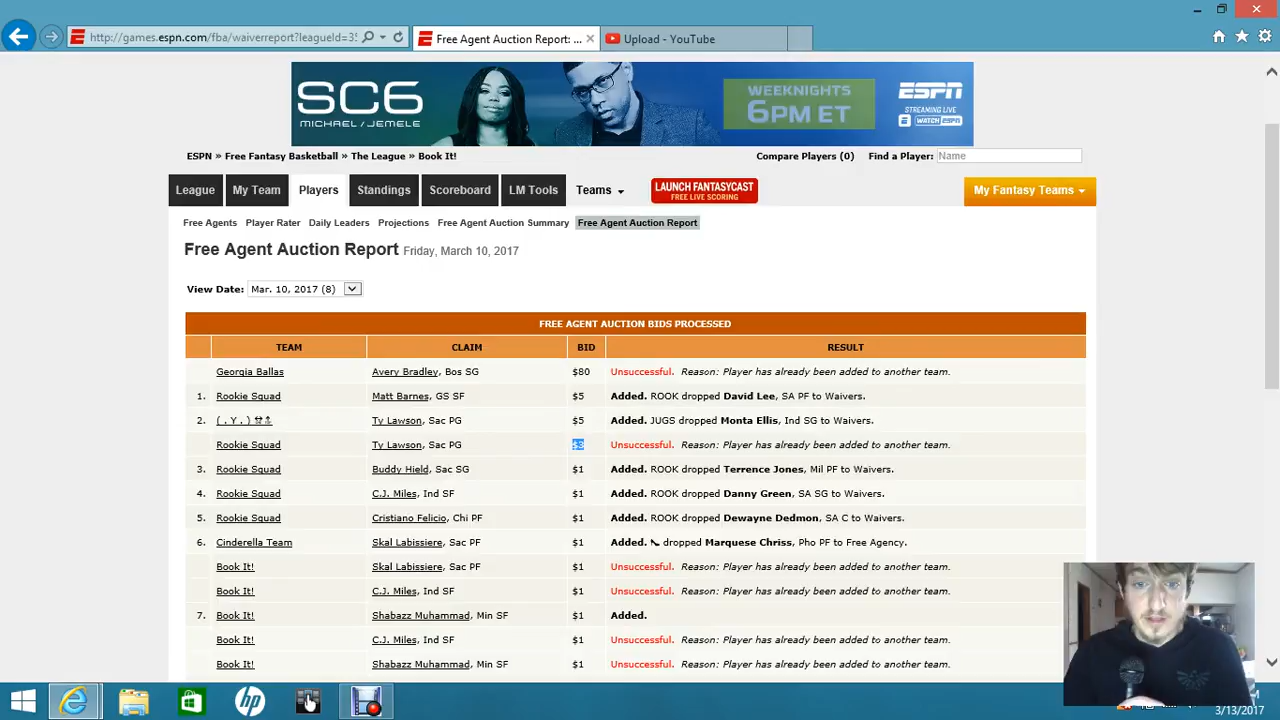 http://games.espn.com/fba/waiverreport?leagueId=35
Free Agent Auction Report: ...
Upload - YouTube
SC6
MICHAEL/JEMELE
WEEKNIGHTS
6PM ET
ESPN
STREAMING LIVE
WATCH ESPN
ESPN » Free Fantasy Basketball » The League » Book It!
Compare Players (0)
Find a Player: Name
League
My Team
Players
Standings
Scoreboard
LM Tools
Teams
LAUNCH FANTASYCAST
FREE LIVE SCORING
My Fantasy Teams
Free Agents Player Rater Daily Leaders Projections Free Agent Auction Summary Free Agent Auction Report
Free Agent Auction Report Friday, March 10, 2017
View Date: Mar. 10, 2017 (8)
FREE AGENT AUCTION BIDS PROCESSED
TEAM CLAIM BID RESULT
Georgia Ballas Avery Bradley, Bos SG $80 Unsuccessful. Reason: Player has already been added to another team.
1. Rookie Squad Matt Barnes, GS SF $5 Added. ROOK dropped David Lee, SA PF to Waivers.
2. ( . Y . ) Ty Lawson, Sac PG $5 Added. JUGS dropped Monta Ellis, Ind SG to Waivers.
Rookie Squad Ty Lawson, Sac PG $3 Unsuccessful. Reason: Player has already been added to another team.
3. Rookie Squad Buddy Hield, Sac SG $1 Added. ROOK dropped Terrence Jones, Mil PF to Waivers.
4. Rookie Squad C.J. Miles, Ind SF $1 Added. ROOK dropped Danny Green, SA SG to Waivers.
5. Rookie Squad Cristiano Felicio, Chi PF $1 Added. ROOK dropped Dewayne Dedmon, SA C to Waivers.
6. Cinderella Team Skal Labissiere, Sac PF $1 Added. dropped Marquese Chriss, Pho PF to Free Agency.
Book It! Skal Labissiere, Sac PF $1 Unsuccessful. Reason: Player has already been added to another team.
Book It! C.J. Miles, Ind SF $1 Unsuccessful. Reason: Player has already been added to another team.
7. Book It! Shabazz Muhammad, Min SF $1 Added.
Book It! C.J. Miles, Ind SF $1 Unsuccessful. Reason: Player has already been added to another team.
Book It! Shabazz Muhammad, Min SF $1 Unsuccessful. Reason: Player has already been added to another team.
3/13/2017